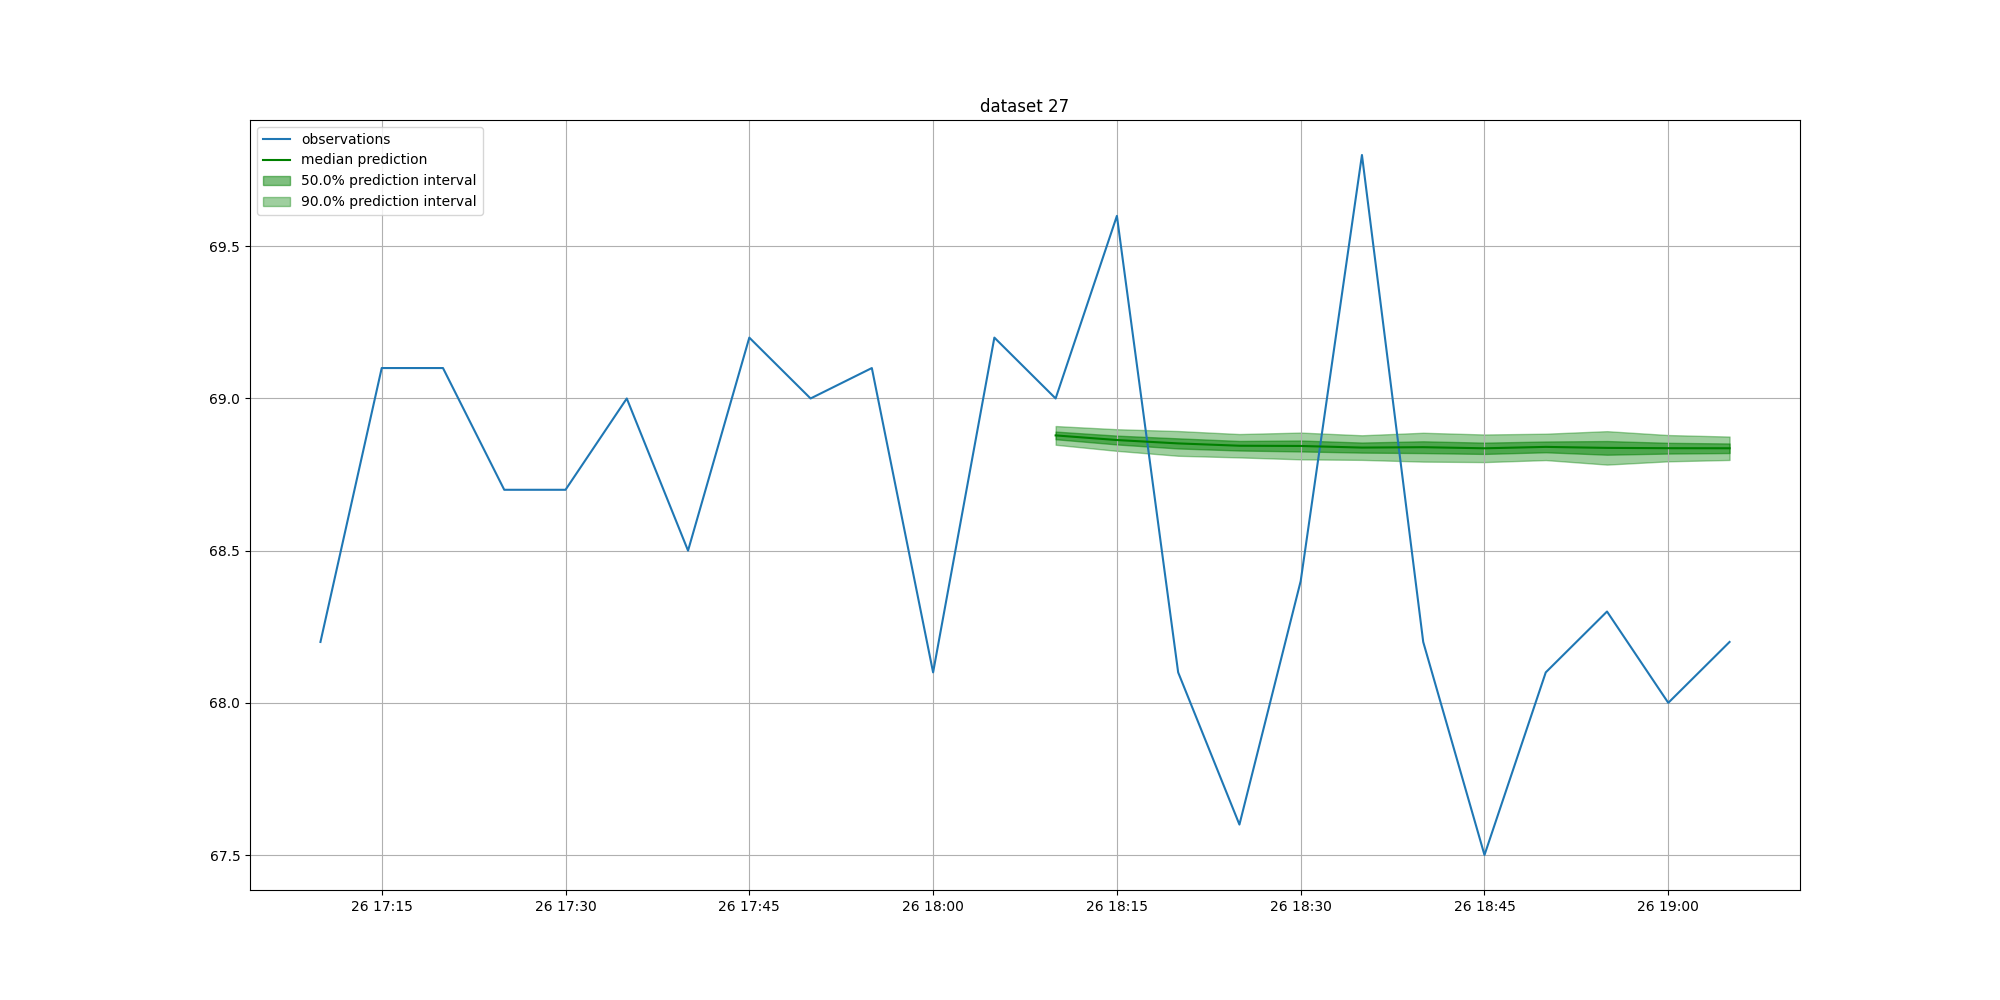 dataset 27
observations
median prediction
50.0% prediction interval
90.0% prediction interval
69.5
69.0
68.5
68.0
67.5
26 17:15
26 17:30
26 17:45
26 18:00
26 18:15
26 18:30
26 18:45
26 19:00